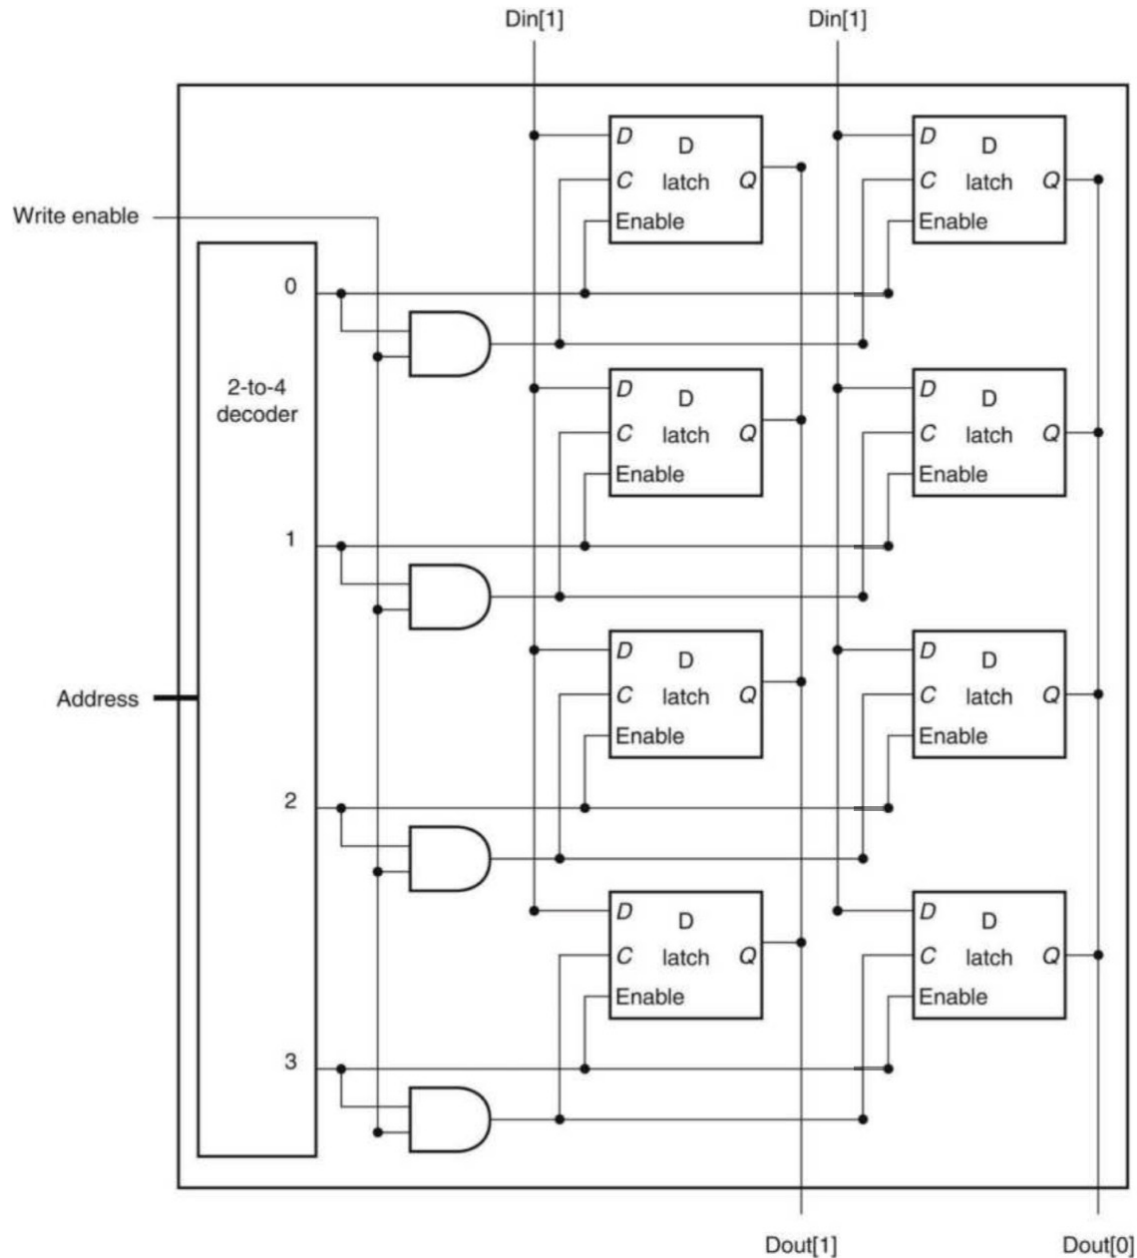 Din[1] Din[1]
D D D D
C latch Q C latch Q
Write enable
Enable Enable
0
2-to-4
decoder
D D D D
C latch Q C latch Q
Enable Enable
1
D D D D
Address
C latch Q C latch Q
Enable Enable
2
D D D D
C latch Q C latch Q
Enable Enable
3
Dout[1] Dout[0]